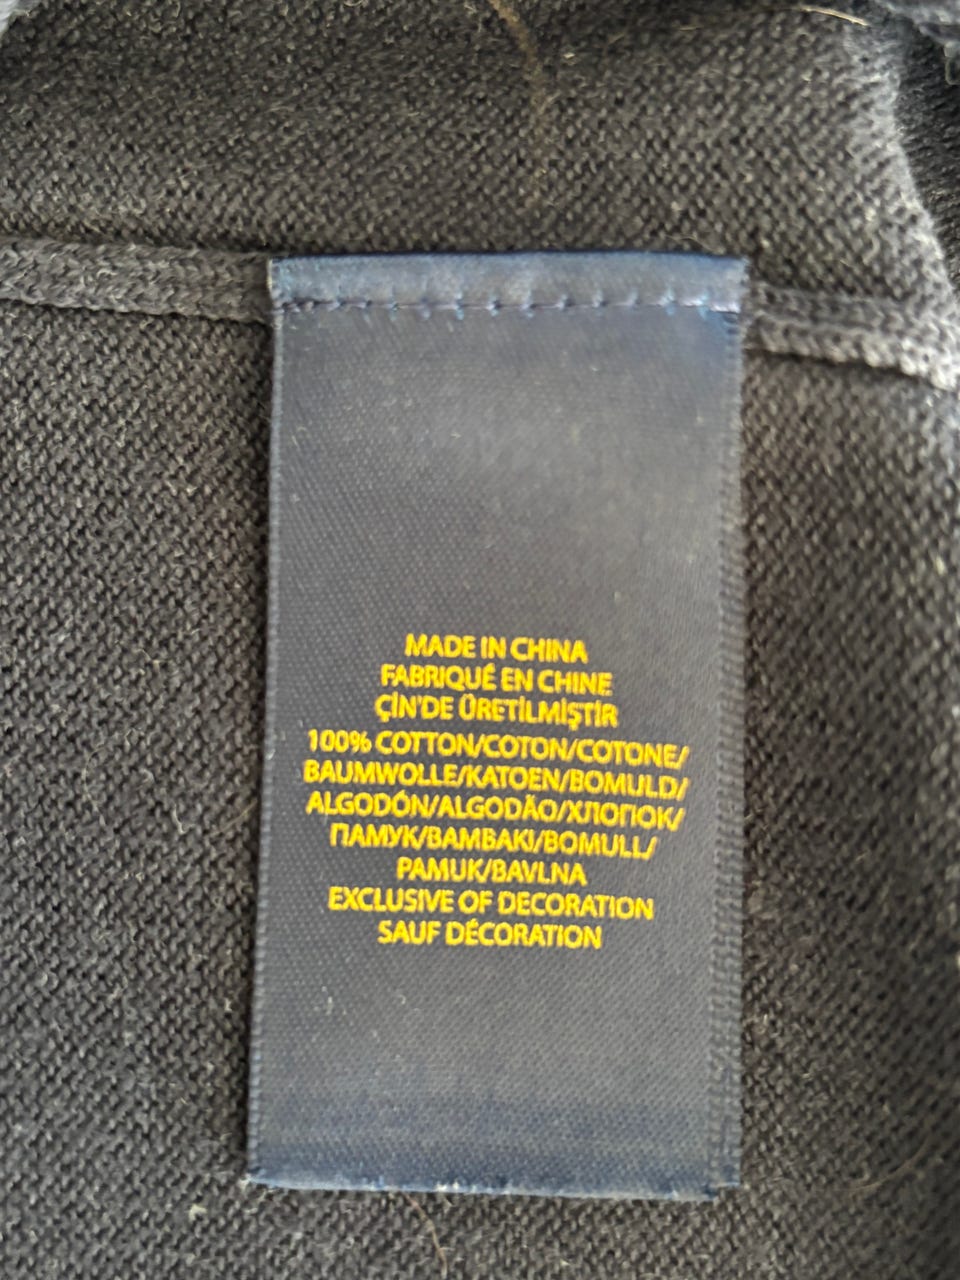 MADE IN CHINA
FABRIQUÉ EN CHINE
ÇİN'DE ÜRETİLMİŞTİR
100% COTTON/COTON/COTONE/
BAUMWOLLE/KATOEN/BOMULD/
ALGODÓN/ALGODÃO/ХЛОПОК/
ПАМУК/BAMBAKI/BOMULL/
PAMUK/BAVLNA
EXCLUSIVE OF DECORATION
SAUF DÉCORATION